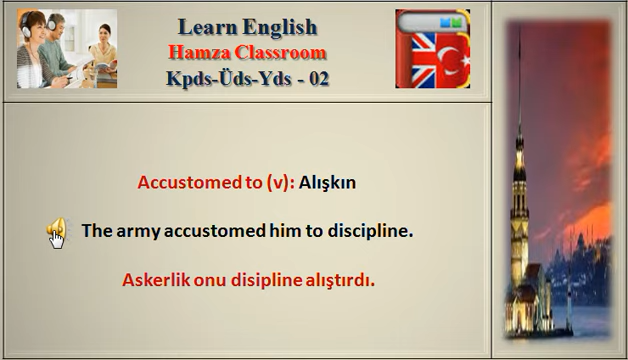 Learn English
Hamza Classroom
Kpds-Üds-Yds - 02
Accustomed to (v): Alışkın
The army accustomed him to discipline.
Askerlik onu disipline alıştırdı.